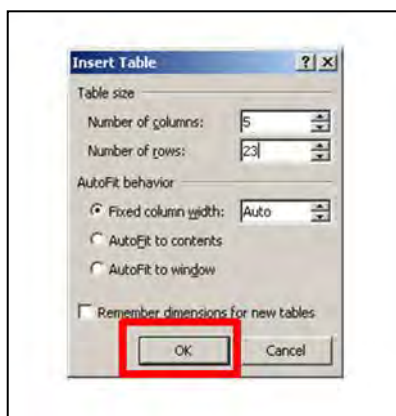 Insert Table
Table size
Number of columns: 5
Number of rows: 23
AutoFit behavior
Fixed column width: Auto
AutoFit to contents
AutoFit to window
Remember dimensions for new tables
OK Cancel